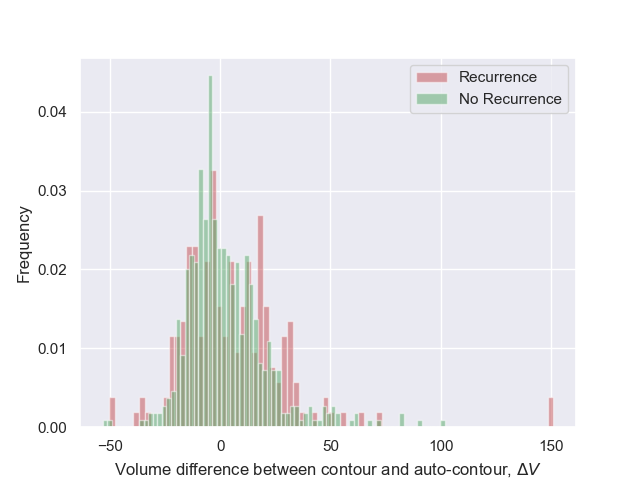 Recurrence
No Recurrence
0.04
0.03
0.02
0.01
0.00
Frequency
−50
0
50
100
150
Volume difference between contour and auto-contour, ΔV